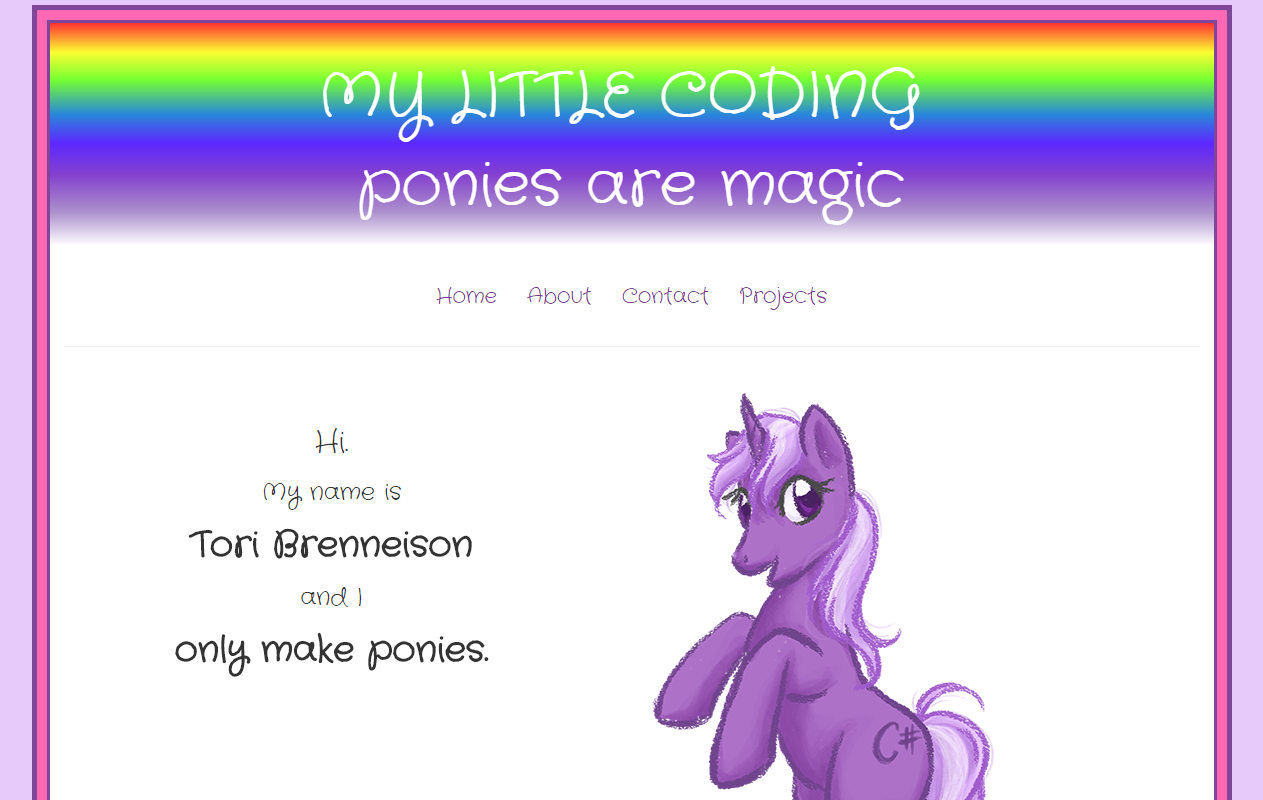 MY LITTLE CODING
ponies are magic
Home About Contact Projects
Hi.
My name is
Tori Brenneison
and I
only make ponies.
C#